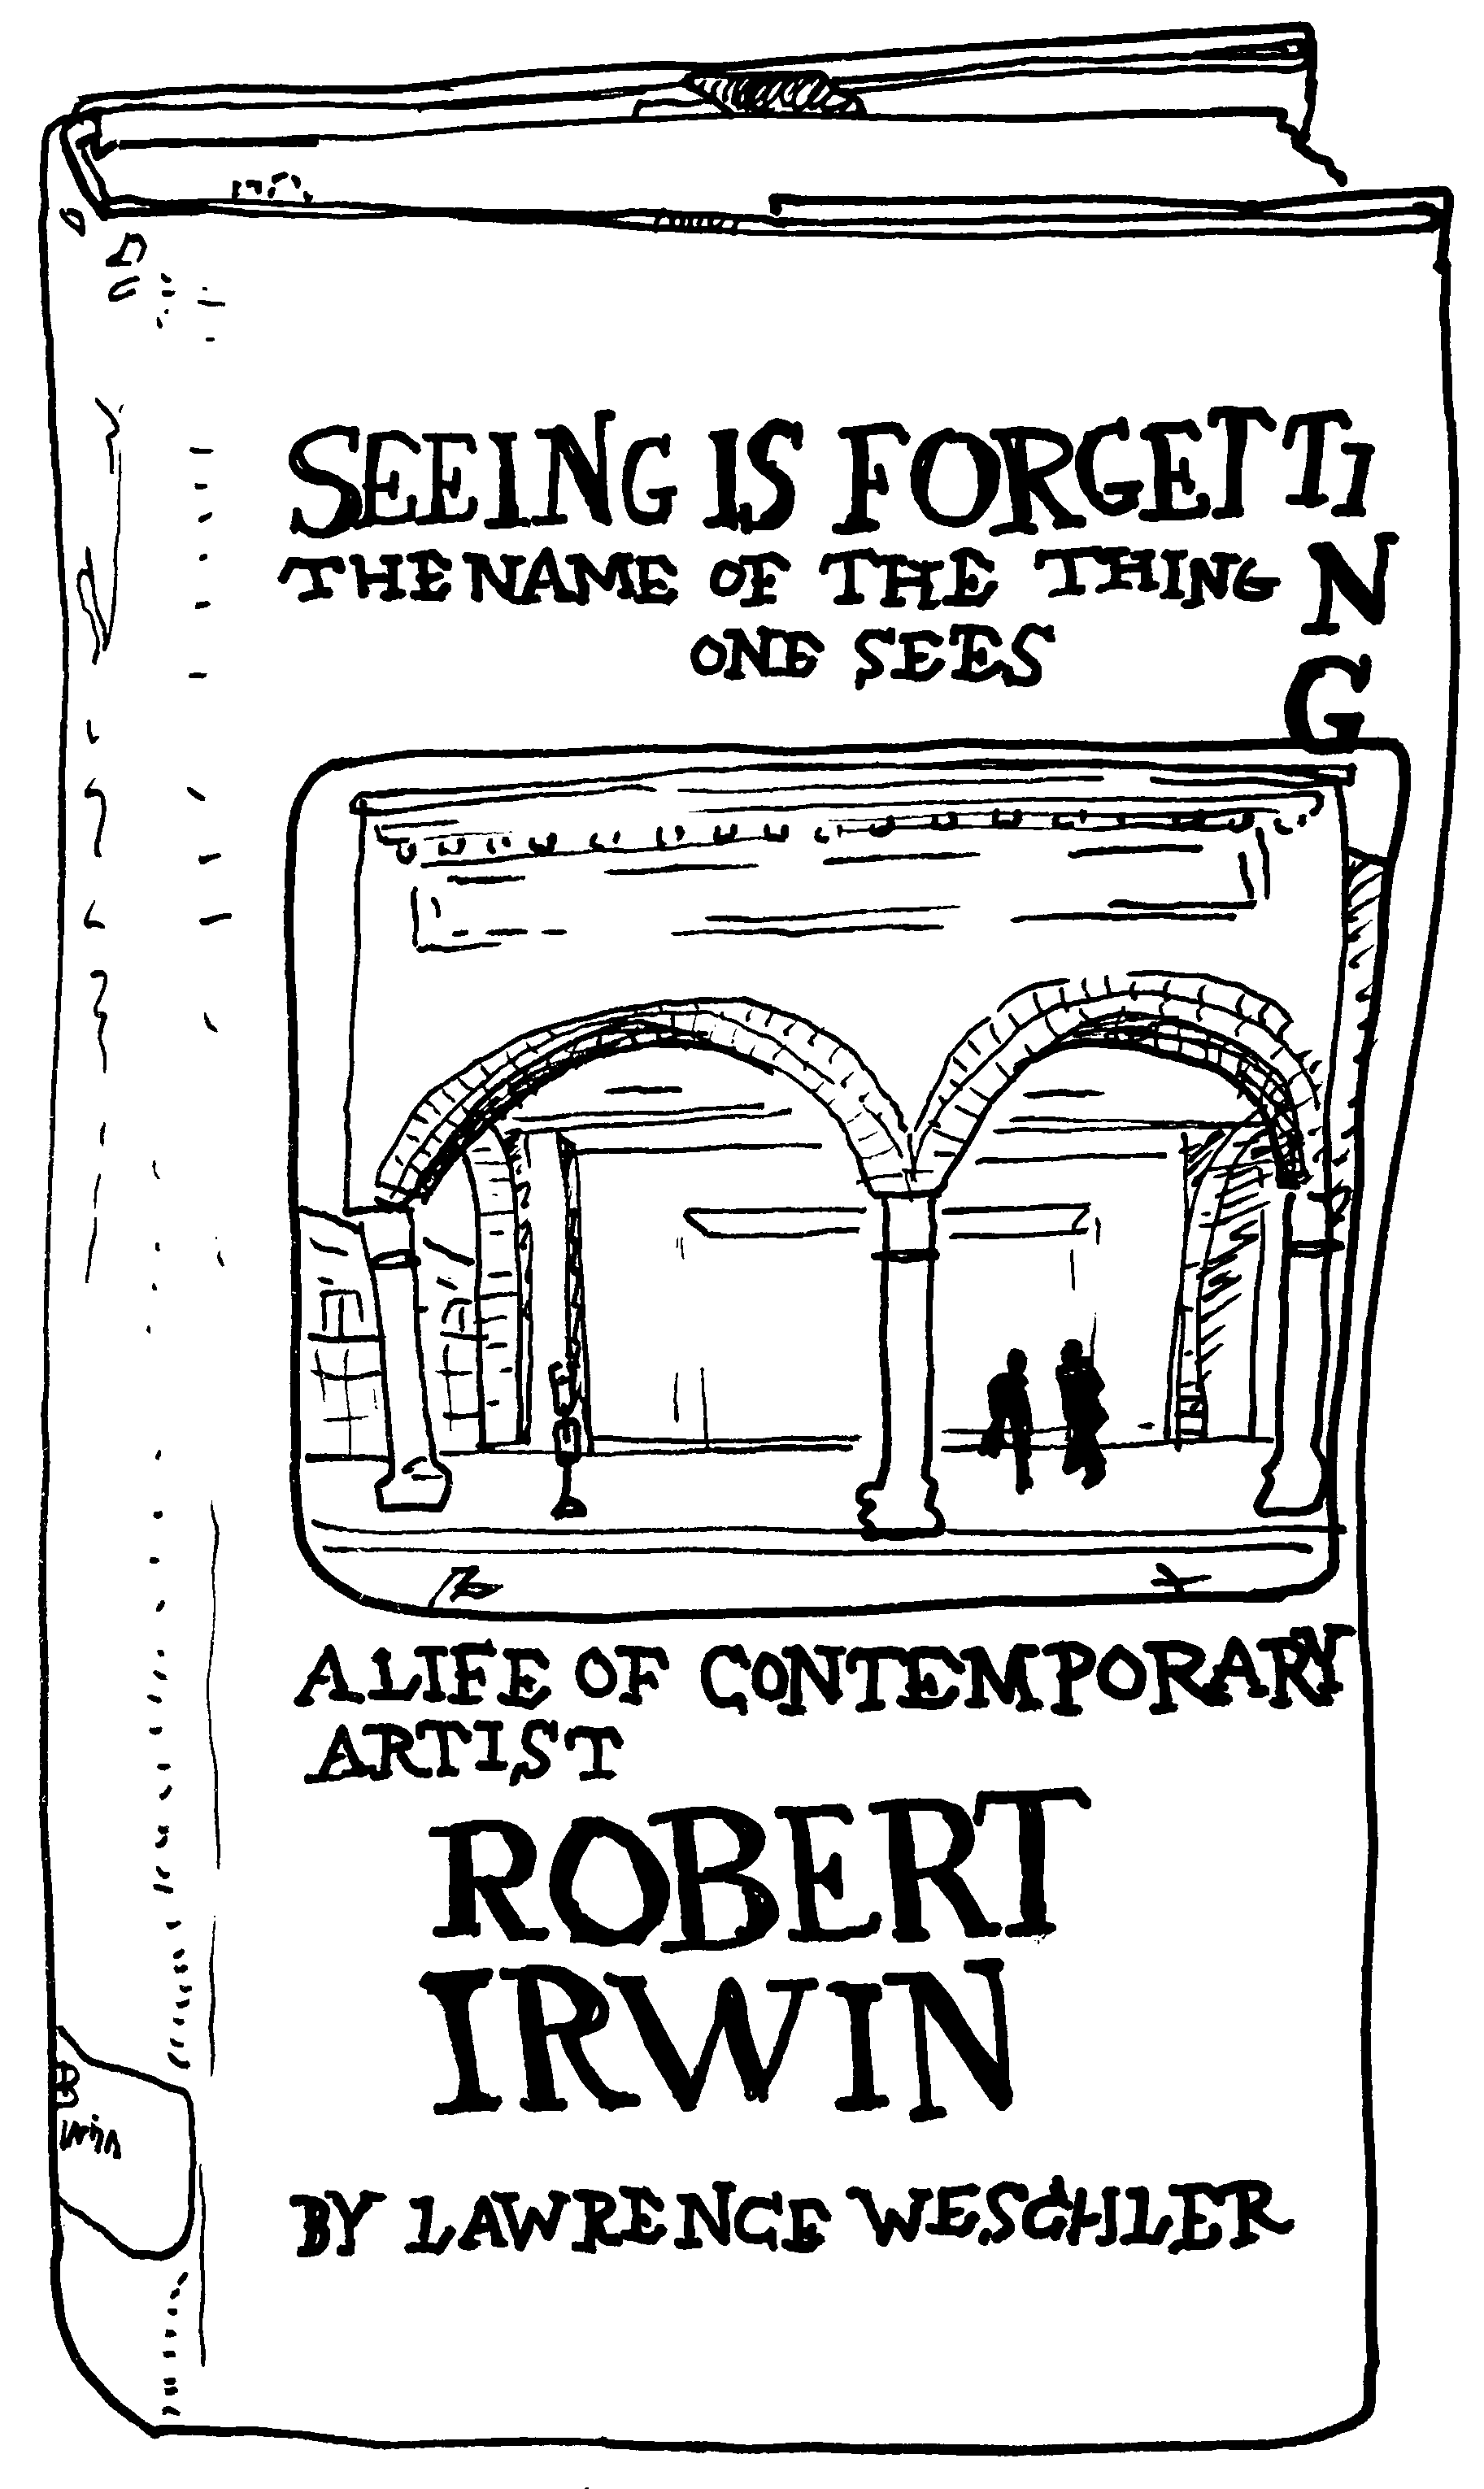 SEEING IS FORGETTING
THE NAME OF THE THING
ONE SEES
A LIFE OF CONTEMPORARY
ARTIST
ROBERT
IRWIN
BY LAWRENCE WESCHLER
R
Irwin